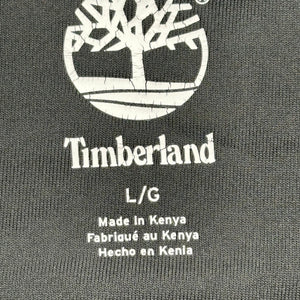 ®
Timberland
L/G
Made in Kenya
Fabriqué au Kenya
Hecho en Kenia